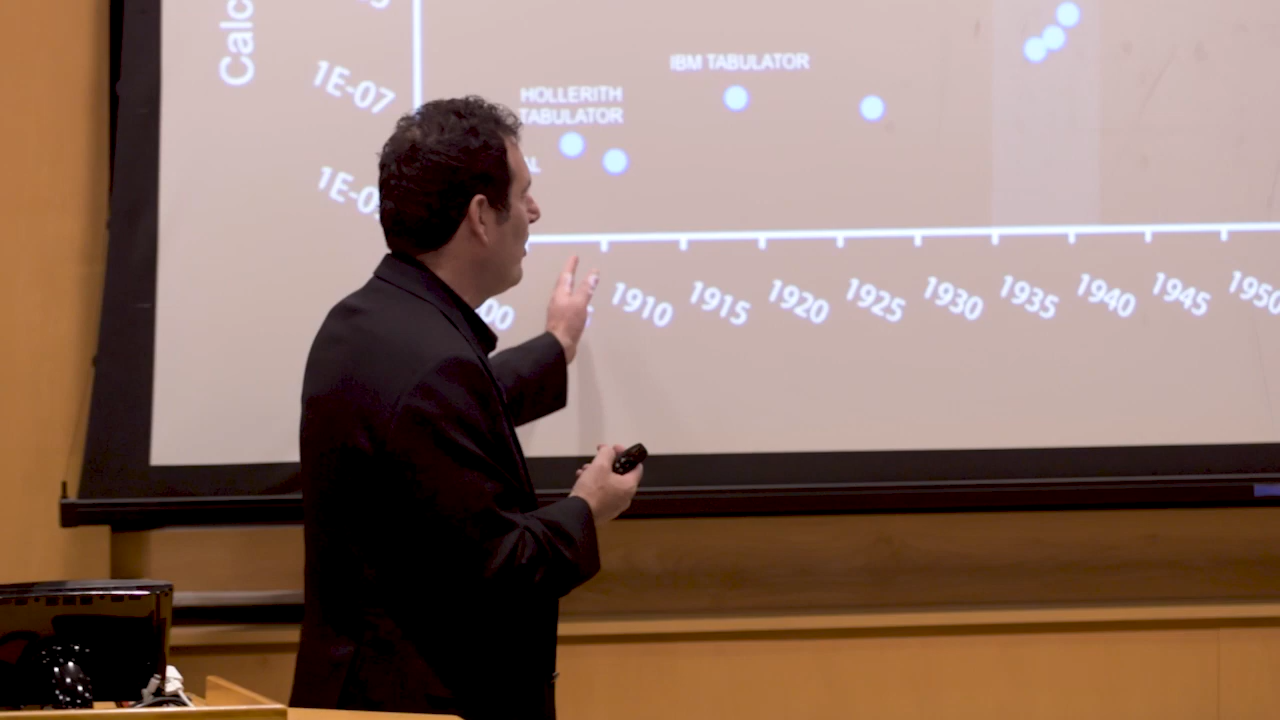 Calc
1E-07
1E-0
IBM TABULATOR
HOLLERITH
TABULATOR
AL
00
1910
1915
1920
1925
1930
1935
1940
1945
1950